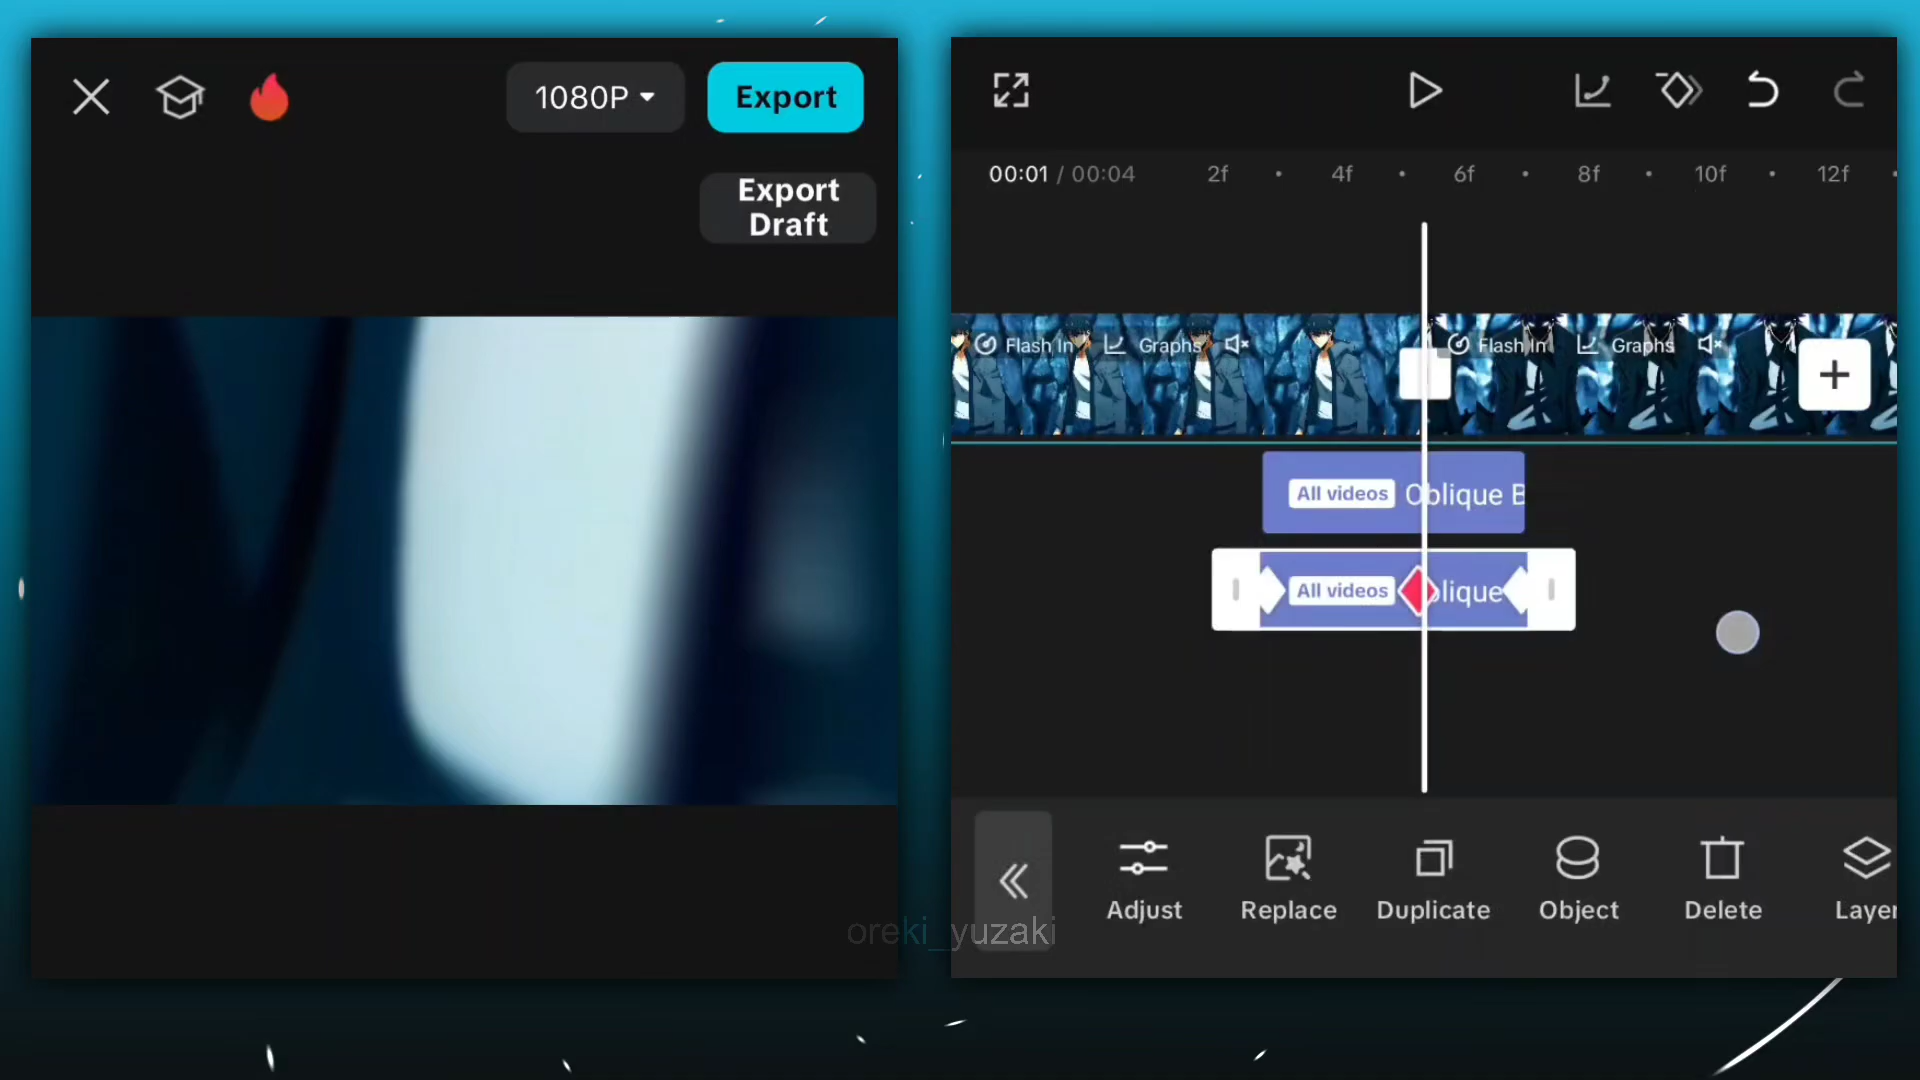 1080P
Export
Export
Draft
00:01 / 00:04 2f 4f 6f 8f 10f 12f
Flash In Graphs Flash In Graphs
All videos Oblique B
All videos blique
Adjust Replace Duplicate Object Delete Layer
oreki_yuzaki